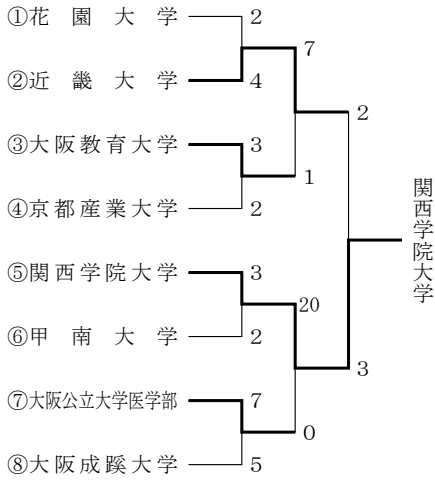 ①花園大学 2
7
②近畿大学 4
2
③大阪教育大学 3
1
④京都産業大学 2
関西学院大学
⑤関西学院大学 3
20
⑥甲南大学 2
3
⑦大阪公立大学医学部 7
0
⑧大阪成蹊大学 5